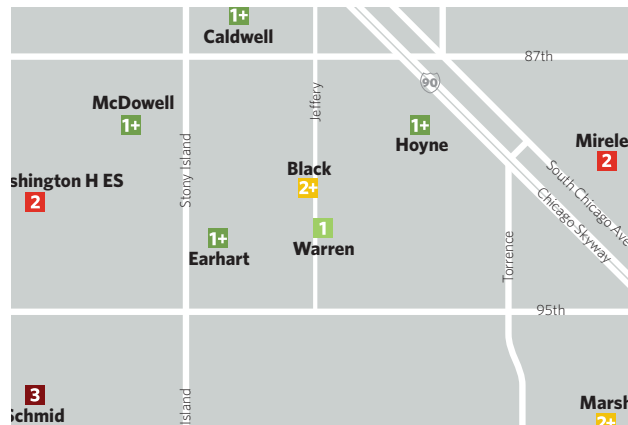 1+
Caldwell
87th
90
McDowell
1+
Jeffery
1+
Hoyne
Stony Island
Mirele
2
Black
2+
South Chicago Ave
shington H ES
2
Chicago Skyway
1
Warren
1+
Earhart
Torrence
95th
3
Schmid
Island
Marsh
2+